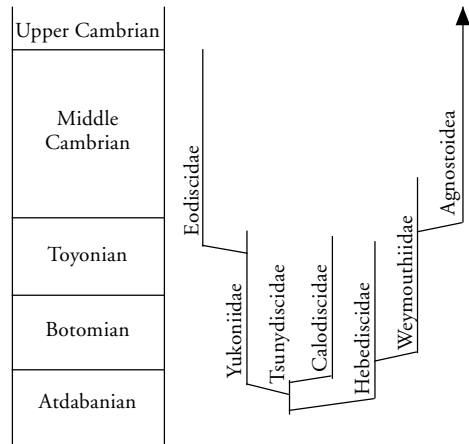 Upper Cambrian
Middle
Cambrian
Toyonian
Botomian
Atdabanian
Eodiscidae
Yukoniidae
Tsunydiscidae
Calodiscidae
Hebediscidae
Weymouthiidae
Agnostoidea